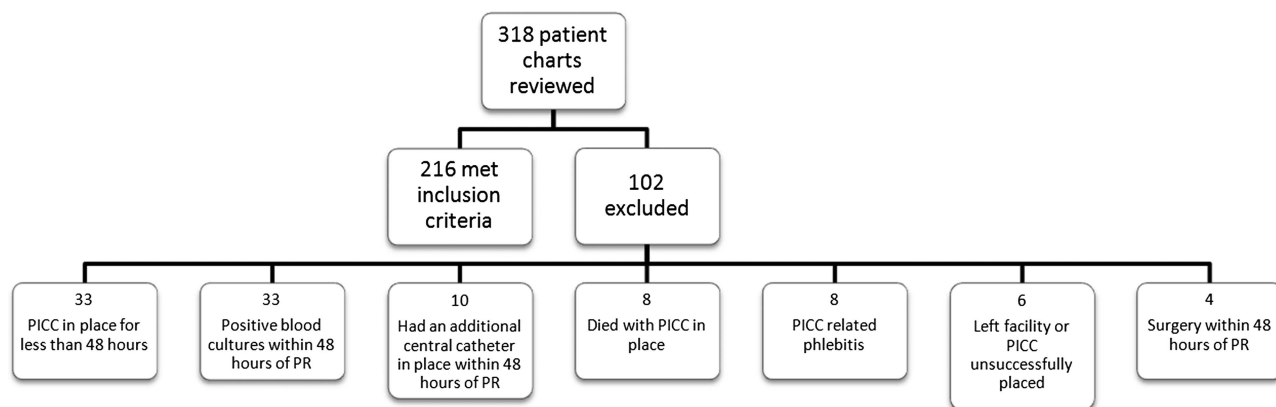 318 patient
charts
reviewed
216 met
inclusion
criteria
102
excluded
33
PICC in place for
less than 48 hours
33
Positive blood
cultures within 48
hours of PR
10
Had an additional
central catheter
in place within 48
hours of PR
8
Died with PICC in
place
8
PICC related
phlebitis
6
Left facility or
PICC
unsuccessfully
placed
4
Surgery within 48
hours of PR